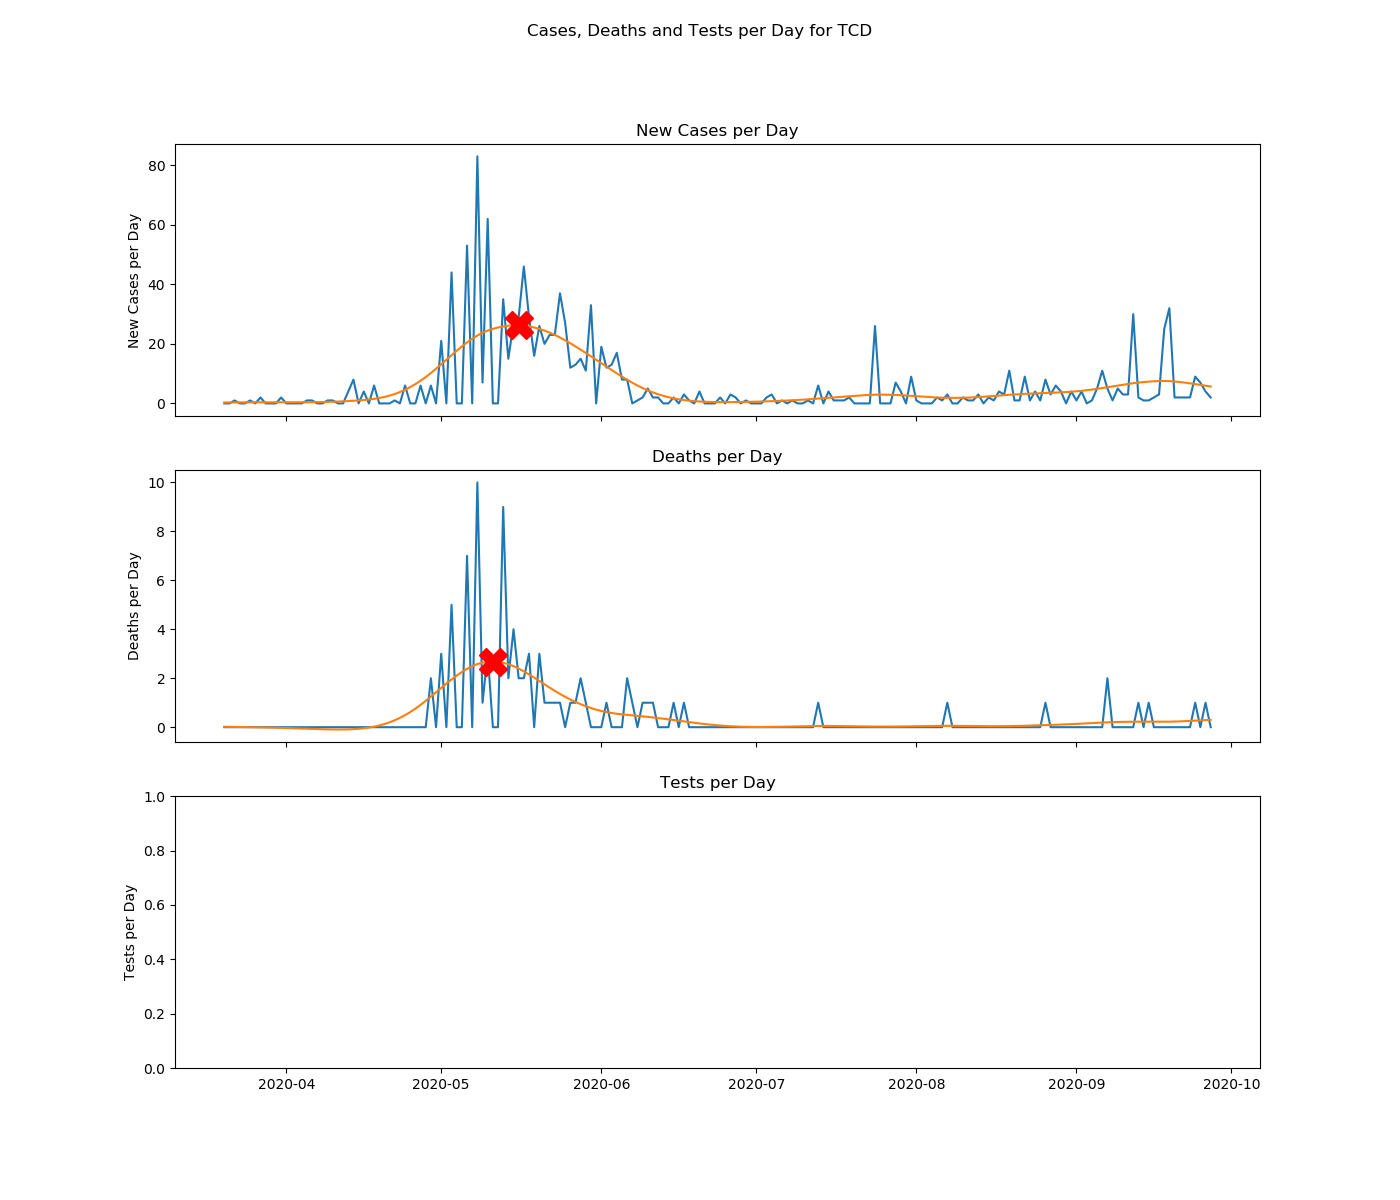 Cases, Deaths and Tests per Day for TCD
New Cases per Day
New Cases per Day
80
60
40
20
0
Deaths per Day
Deaths per Day
10
8
6
4
2
0
Tests per Day
Tests per Day
1.0
0.8
0.6
0.4
0.2
0.0
2020-04 2020-05 2020-06 2020-07 2020-08 2020-09 2020-10